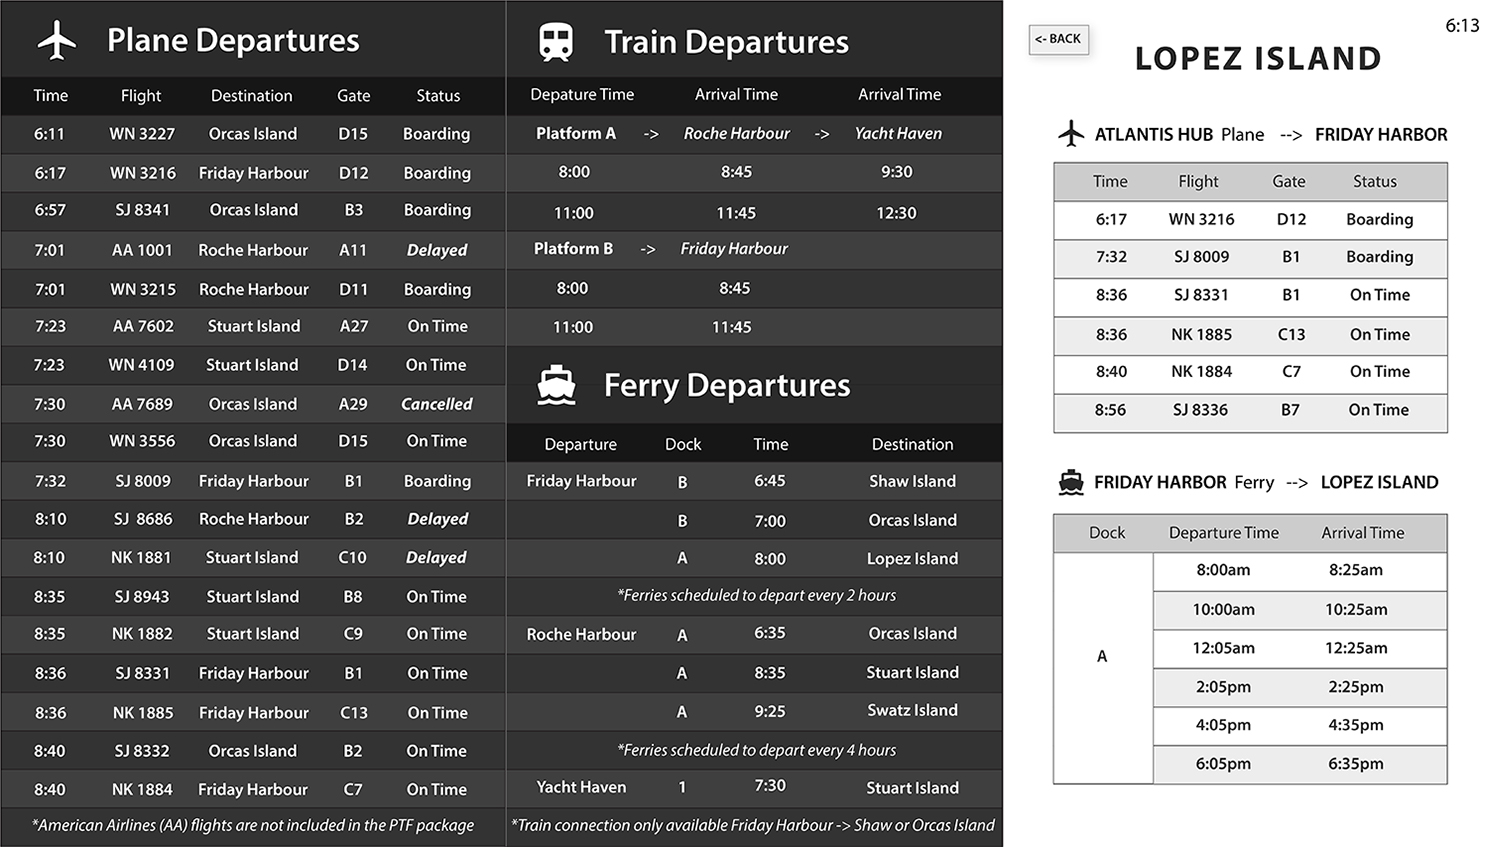 Plane Departures
Time Flight Destination Gate Status
6:11 WN 3227 Orcas Island D15 Boarding
6:17 WN 3216 Friday Harbour D12 Boarding
6:57 SJ 8341 Orcas Island B3 Boarding
7:01 AA 1001 Roche Harbour A11 Delayed
7:01 WN 3215 Roche Harbour D11 Boarding
7:23 AA 7602 Stuart Island A27 On Time
7:23 WN 4109 Stuart Island D14 On Time
7:30 AA 7689 Orcas Island A29 Cancelled
7:30 WN 3556 Orcas Island D15 On Time
7:32 SJ 8009 Friday Harbour B1 Boarding
8:10 SJ 8686 Roche Harbour B2 Delayed
8:10 NK 1881 Stuart Island C10 Delayed
8:35 SJ 8943 Stuart Island B8 On Time
8:35 NK 1882 Stuart Island C9 On Time
8:36 SJ 8331 Friday Harbour B1 On Time
8:36 NK 1885 Friday Harbour C13 On Time
8:40 SJ 8332 Orcas Island B2 On Time
8:40 NK 1884 Friday Harbour C7 On Time
*American Airlines (AA) flights are not included in the PTF package
Train Departures
Depature Time Arrival Time Arrival Time
Platform A -> Roche Harbour -> Yacht Haven
8:00 8:45 9:30
11:00 11:45 12:30
Platform B -> Friday Harbour
8:00 8:45
11:00 11:45
Ferry Departures
Departure Dock Time Destination
Friday Harbour B 6:45 Shaw Island
B 7:00 Orcas Island
A 8:00 Lopez Island
*Ferries scheduled to depart every 2 hours
Roche Harbour A 6:35 Orcas Island
A 8:35 Stuart Island
A 9:25 Swatz Island
*Ferries scheduled to depart every 4 hours
Yacht Haven 1 7:30 Stuart Island
*Train connection only available Friday Harbour -> Shaw or Orcas Island
6:13
<- BACK
LOPEZ ISLAND
ATLANTIS HUB Plane --> FRIDAY HARBOR
Time Flight Gate Status
6:17 WN 3216 D12 Boarding
7:32 SJ 8009 B1 Boarding
8:36 SJ 8331 B1 On Time
8:36 NK 1885 C13 On Time
8:40 NK 1884 C7 On Time
8:56 SJ 8336 B7 On Time
FRIDAY HARBOR Ferry --> LOPEZ ISLAND
Dock Departure Time Arrival Time
8:00am 8:25am
10:00am 10:25am
12:05am 12:25am
A
2:05pm 2:25pm
4:05pm 4:35pm
6:05pm 6:35pm